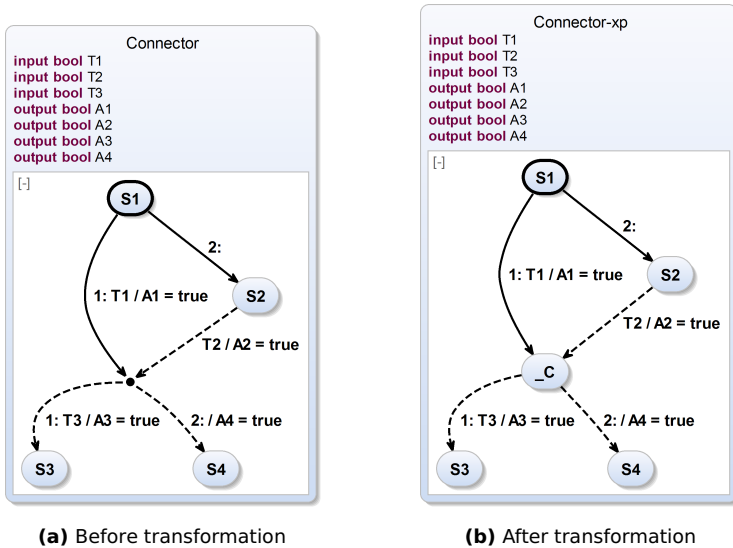 Connector
input bool T1
input bool T2
input bool T3
output bool A1
output bool A2
output bool A3
output bool A4
[-]
S1
2:
1: T1 / A1 = true
S2
T2 / A2 = true
1: T3 / A3 = true
2: / A4 = true
S3
S4
(a) Before transformation
Connector-xp
input bool T1
input bool T2
input bool T3
output bool A1
output bool A2
output bool A3
output bool A4
[-]
S1
2:
1: T1 / A1 = true
S2
T2 / A2 = true
_C
1: T3 / A3 = true
2: / A4 = true
S3
S4
(b) After transformation